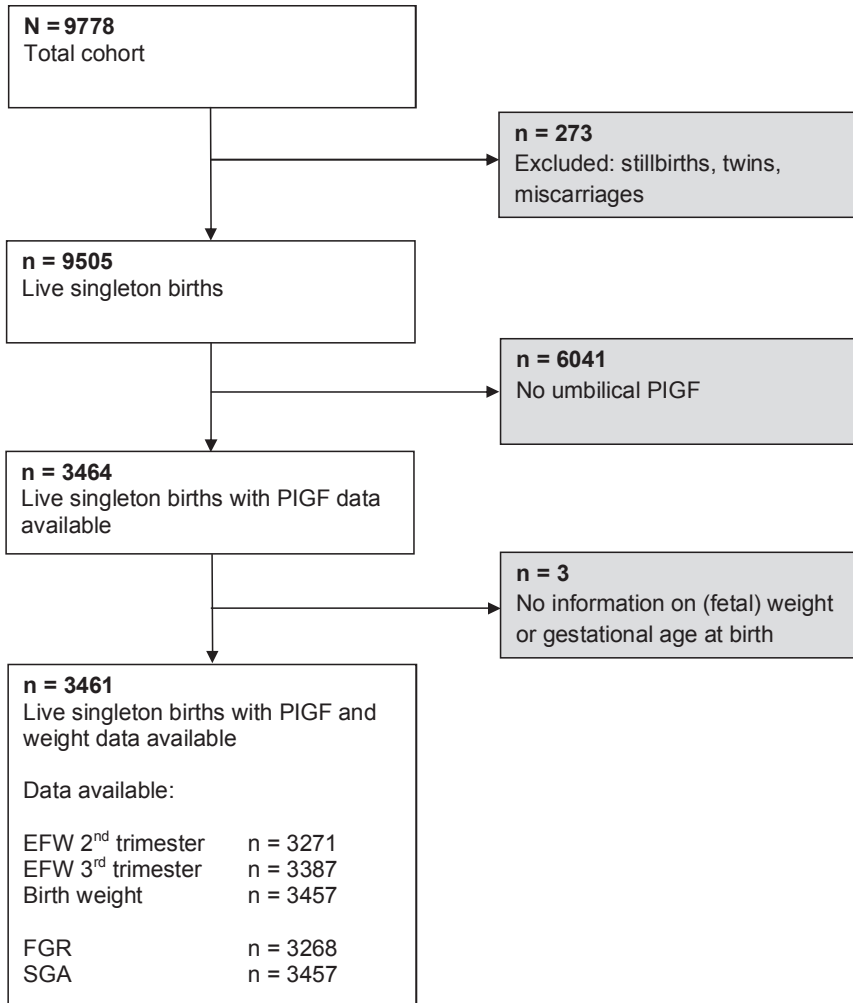 N = 9778
Total cohort
n = 273
Excluded: stillbirths, twins,
miscarriages
n = 9505
Live singleton births
n = 6041
No umbilical PIGF
n = 3464
Live singleton births with PIGF data
available
n = 3
No information on (fetal) weight
or gestational age at birth
n = 3461
Live singleton births with PIGF and
weight data available
Data available:
EFW 2nd trimester n = 3271
EFW 3rd trimester n = 3387
Birth weight n = 3457
FGR n = 3268
SGA n = 3457